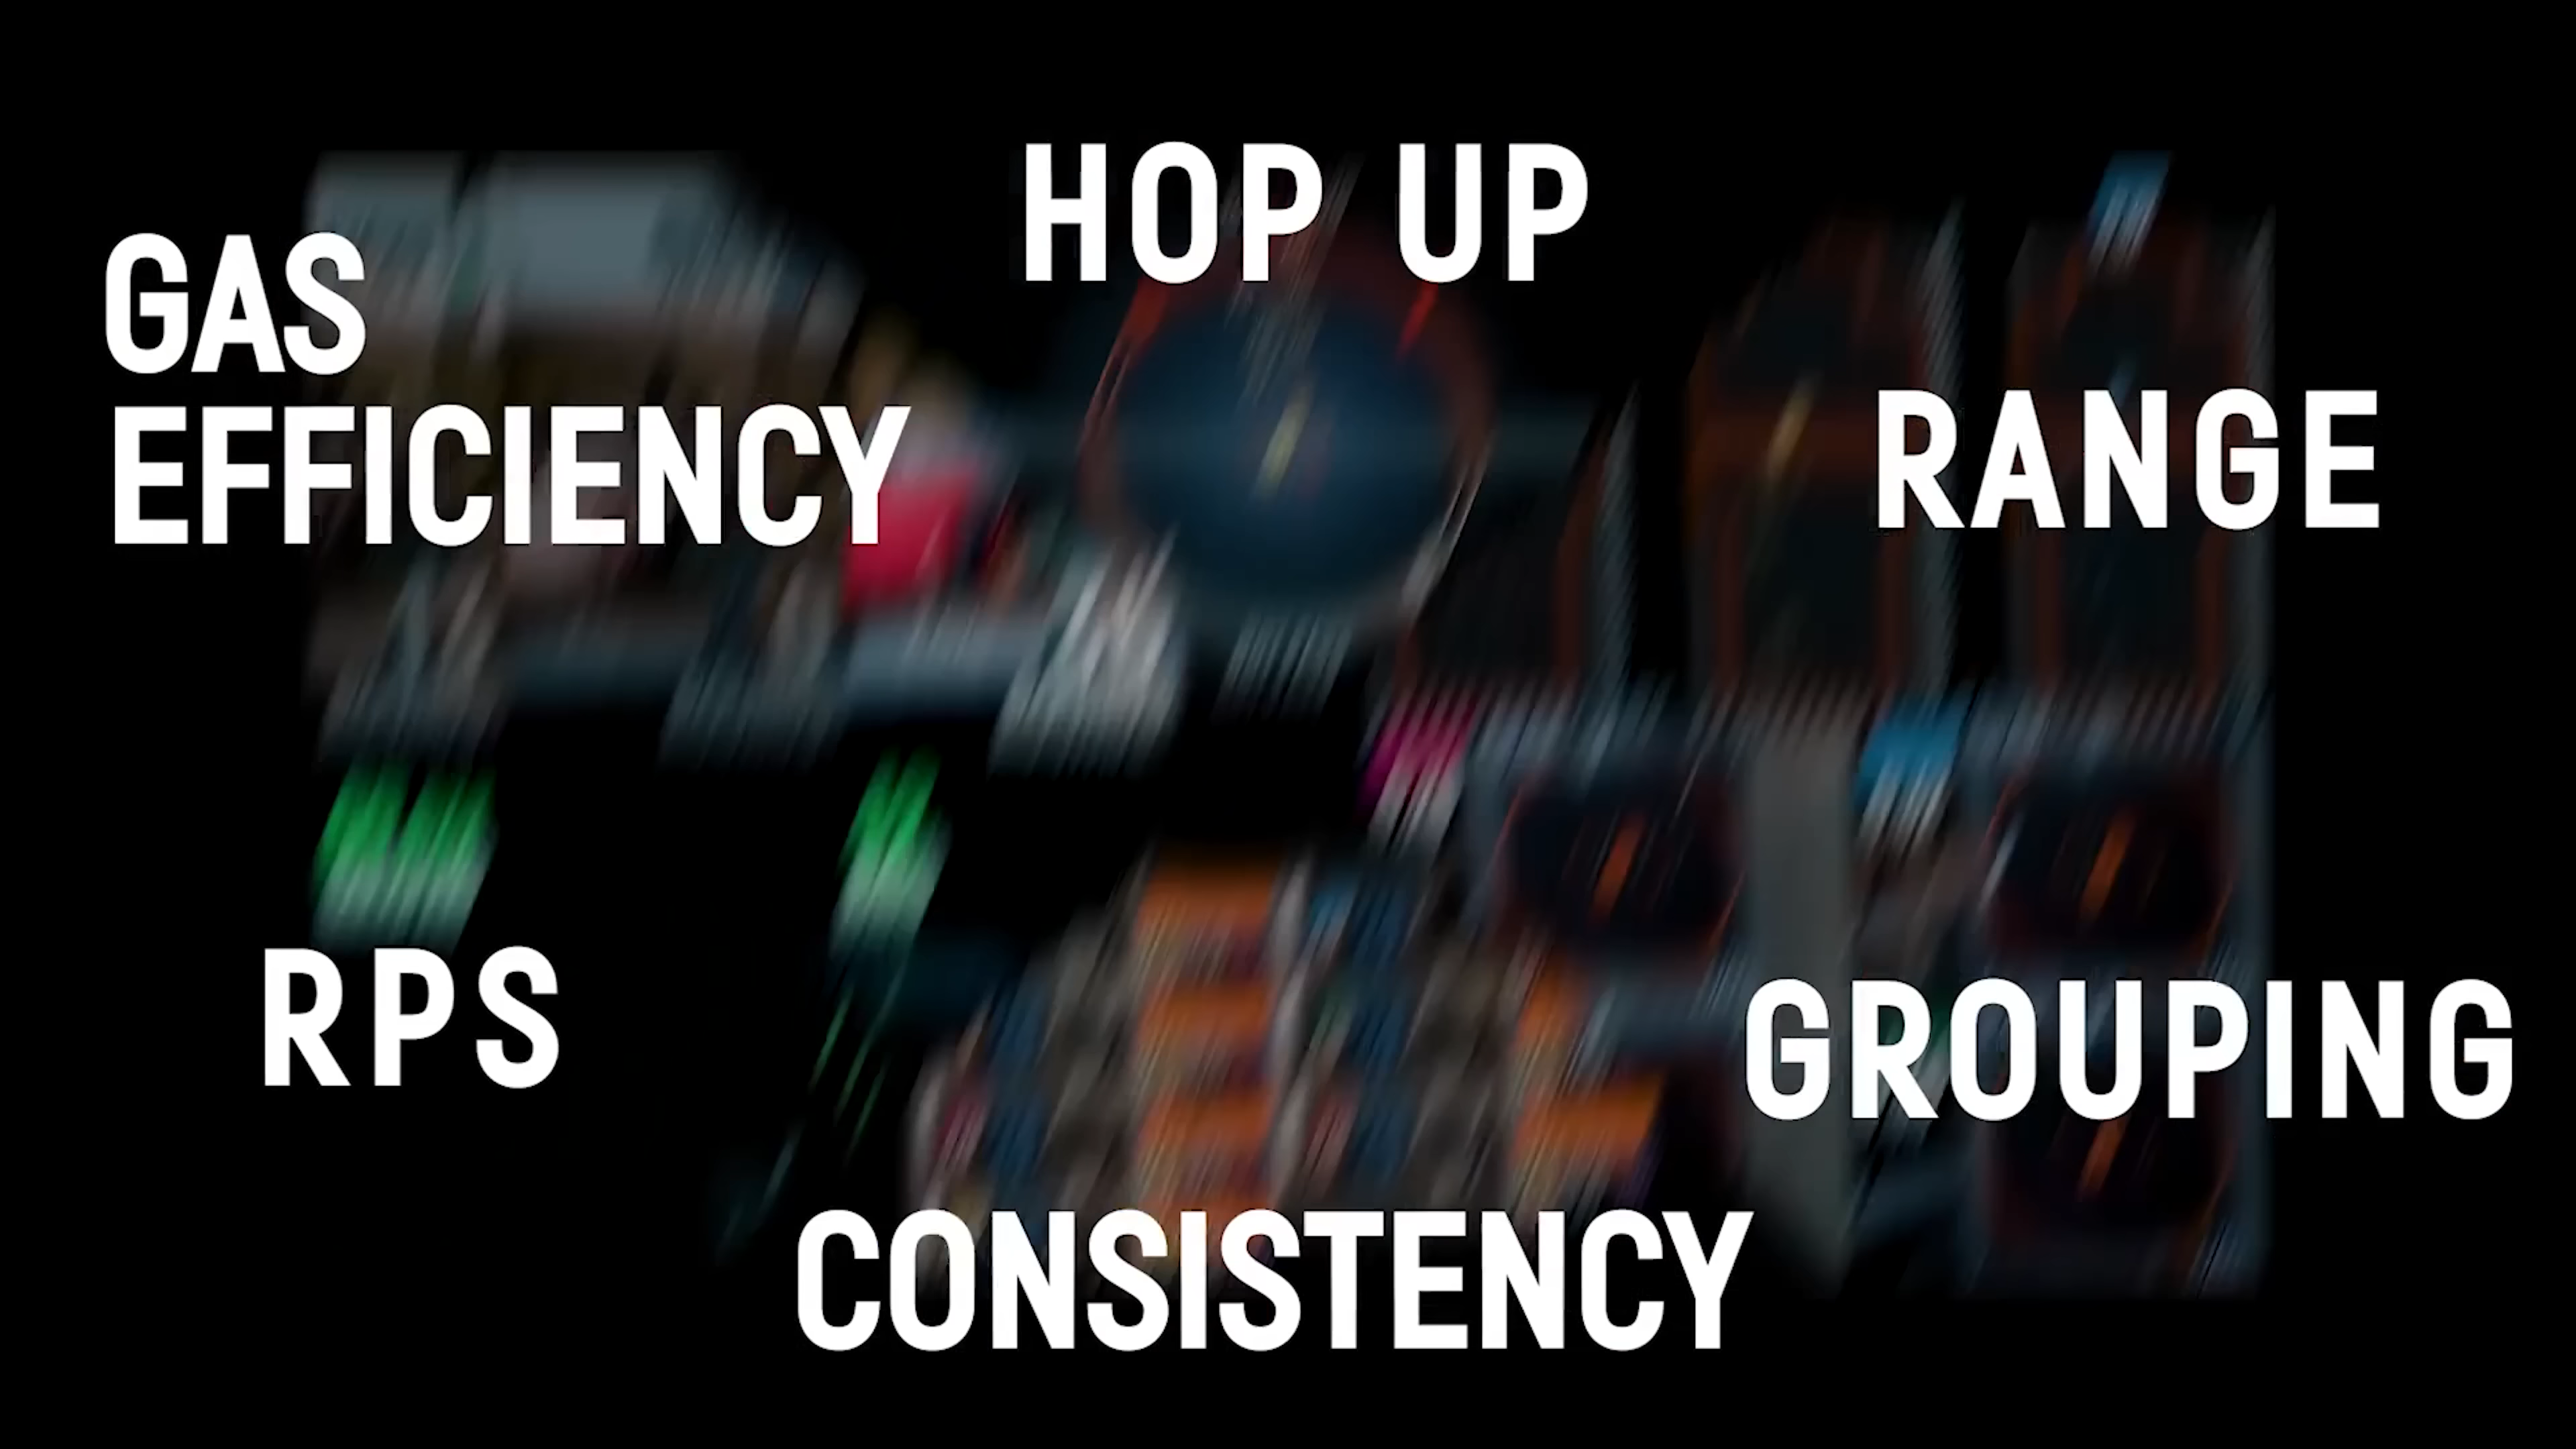 HOP UP
GAS
EFFICIENCY
RANGE
RPS
GROUPING
CONSISTENCY